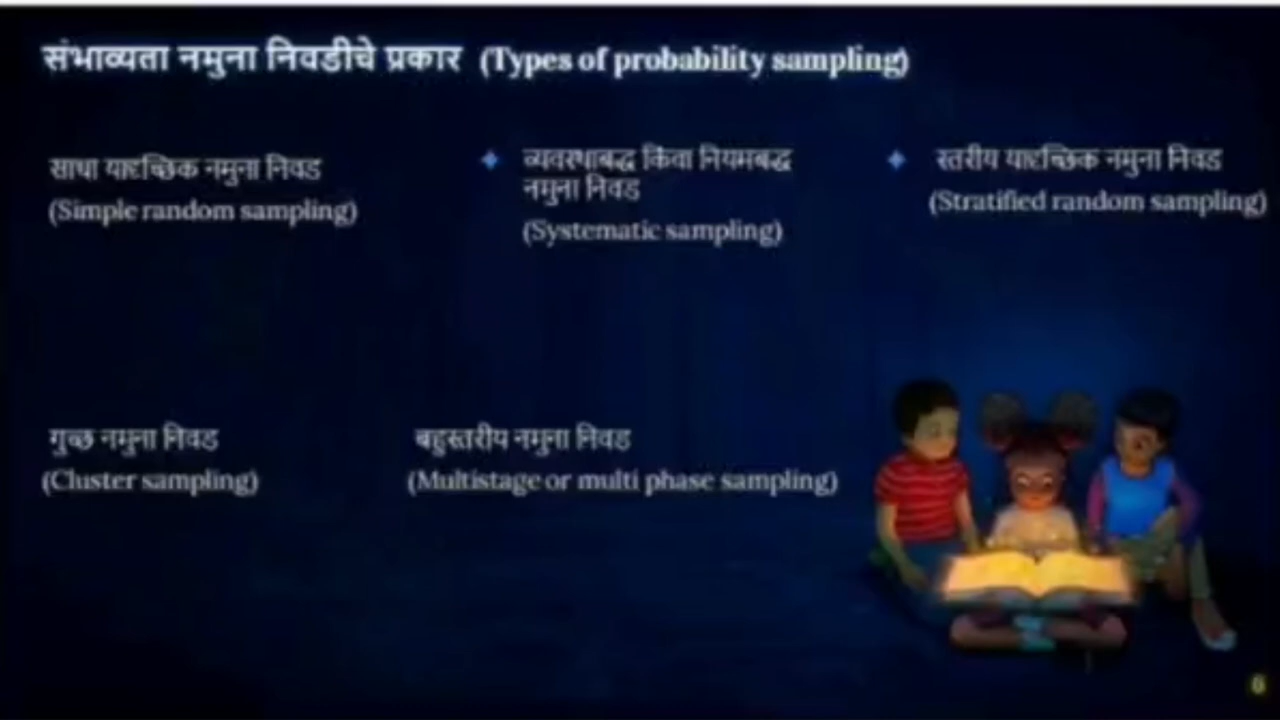 संभाव्यता नमुना निवडीचे प्रकार (Types of probability sampling)
साधा यादृच्छिक नमुना निवड
(Simple random sampling)
व्यवस्थाबद्ध किंवा नियमबद्ध
नमुना निवड
(Systematic sampling)
स्तरीय यादृच्छिक नमुना निवड
(Stratified random sampling)
गुच्छ नमुना निवड
(Cluster sampling)
बहुस्तरीय नमुना निवड
(Multistage or multi phase sampling)
6